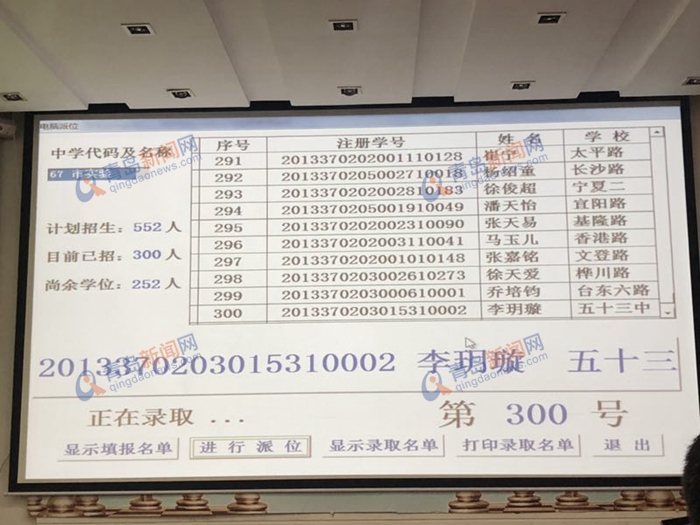 电脑派位
中学代码及名称
67 市实验
计划招生：552 人
目前已招：300 人
尚余学位：252 人
序号 注册学号 姓 名 学 校
291 2013370202001110128 崔宁 太平路
292 2013370205002710018 杨绍童 长沙路
293 2013370202002810183 徐俊超 宁夏二
294 2013370205001910049 潘天怡 宜阳路
295 2013370202002310090 张天易 基隆路
296 2013370202003110041 马玉儿 香港路
297 2013370202001010148 张嘉铭 文登路
298 2013370203002610273 徐天爱 桦川路
299 2013370203000610001 乔培钧 台东六路
300 2013370203015310002 李玥璇 五十三中
2013370203015310002 李玥璇 五十三
正在录取 ... 第 300 号
显示填报名单 进 行 派 位 显示录取名单 打印录取名单 退 出
青岛新闻网
qingdaonews.com